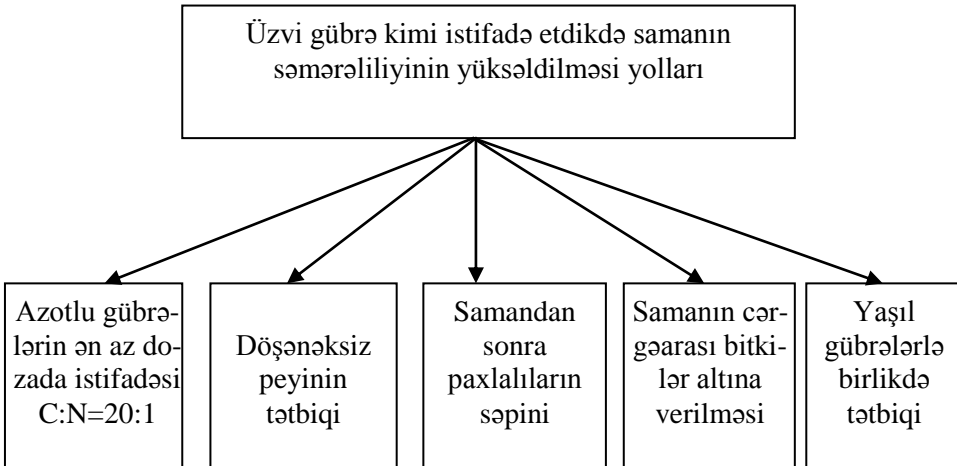 Üzvi gübrə kimi istifadə etdikdə samanın
səmərəliliyinin yüksəldilməsi yolları
Azotlu gübrə-
lərin ən az do-
zada istifadəsi
C:N=20:1
Döşənəksiz
peyinin
tətbiqi
Samandan
sonra
paxlalıların
səpini
Samanın cər-
gəarası bitki-
lər altına
verilməsi
Yaşıl
gübrələrlə
birlikdə
tətbiqi